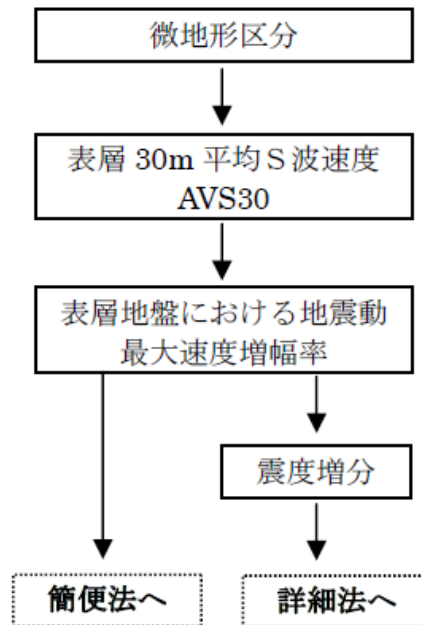 微地形区分
表層 30m 平均S波速度
AVS30
表層地盤における地震動
最大速度増幅率
震度増分
簡便法へ
詳細法へ